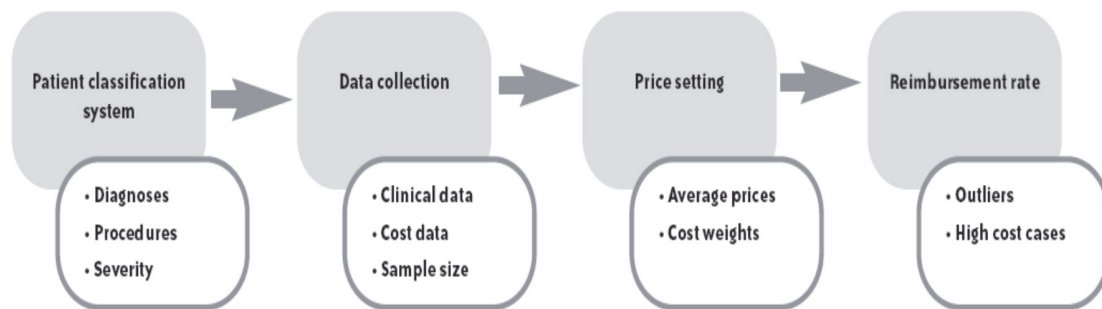 Patient classification
system
• Diagnoses
• Procedures
• Severity
Data collection
• Clinical data
• Cost data
• Sample size
Price setting
• Average prices
• Cost weights
Reimbursement rate
• Outliers
• High cost cases